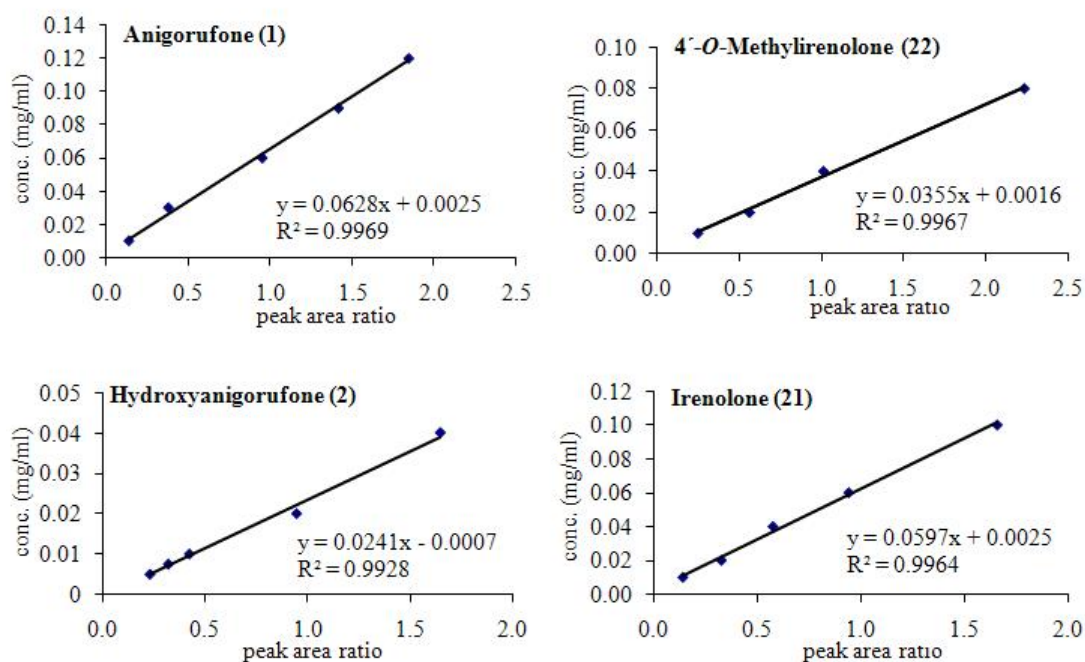 Anigorufone (1)
conc. (mg/ml)
0.14
0.12
0.10
0.08
0.06
0.04
0.02
0.00
y = 0.0628x + 0.0025
R² = 0.9969
0.0 0.5 1.0 1.5 2.0 2.5
peak area ratio
4´-O-Methylirenolone (22)
conc. (mg/ml)
0.10
0.08
0.06
0.04
0.02
0.00
y = 0.0355x + 0.0016
R² = 0.9967
0.0 0.5 1.0 1.5 2.0 2.5
peak area ratio
Hydroxyanigorufone (2)
conc. (mg/ml)
0.05
0.04
0.03
0.02
0.01
0
y = 0.0241x - 0.0007
R² = 0.9928
0.0 0.5 1.0 1.5 2.0
peak area ratio
Irenolone (21)
conc. (mg/ml)
0.12
0.10
0.08
0.06
0.04
0.02
0.00
y = 0.0597x + 0.0025
R² = 0.9964
0.0 0.5 1.0 1.5 2.0
peak area ratio